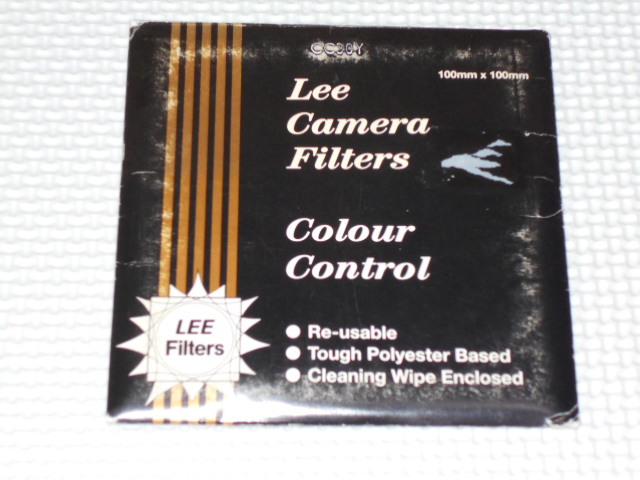 CC30Y
100mm x 100mm
Lee
Camera
Filters
Colour
Control
LEE
Filters
● Re-usable
● Tough Polyester Based
● Cleaning Wipe Enclosed